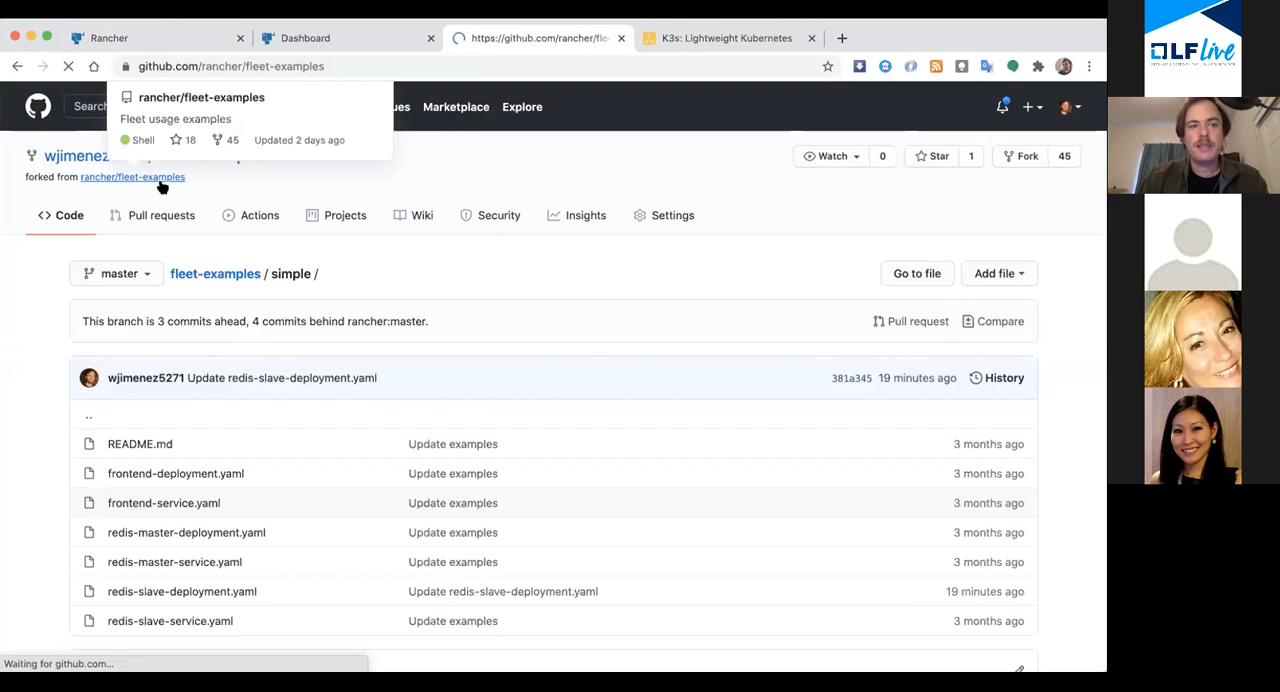 Rancher
Dashboard
https://github.com/rancher/fle
K3s: Lightweight Kubernetes
github.com/rancher/fleet-examples
rancher/fleet-examples
Fleet usage examples
Shell 18 45 Updated 2 days ago
Search
ues Marketplace Explore
wjimenez
forked from rancher/fleet-examples
Watch 0 Star 1 Fork 45
Code Pull requests Actions Projects Wiki Security Insights Settings
master fleet-examples / simple / Go to file Add file
This branch is 3 commits ahead, 4 commits behind rancher:master. Pull request Compare
wjimenez5271 Update redis-slave-deployment.yaml 381a345 19 minutes ago History
..
README.md Update examples 3 months ago
frontend-deployment.yaml Update examples 3 months ago
frontend-service.yaml Update examples 3 months ago
redis-master-deployment.yaml Update examples 3 months ago
redis-master-service.yaml Update examples 3 months ago
redis-slave-deployment.yaml Update redis-slave-deployment.yaml 19 minutes ago
redis-slave-service.yaml Update examples 3 months ago
Waiting for github.com...
LF Live